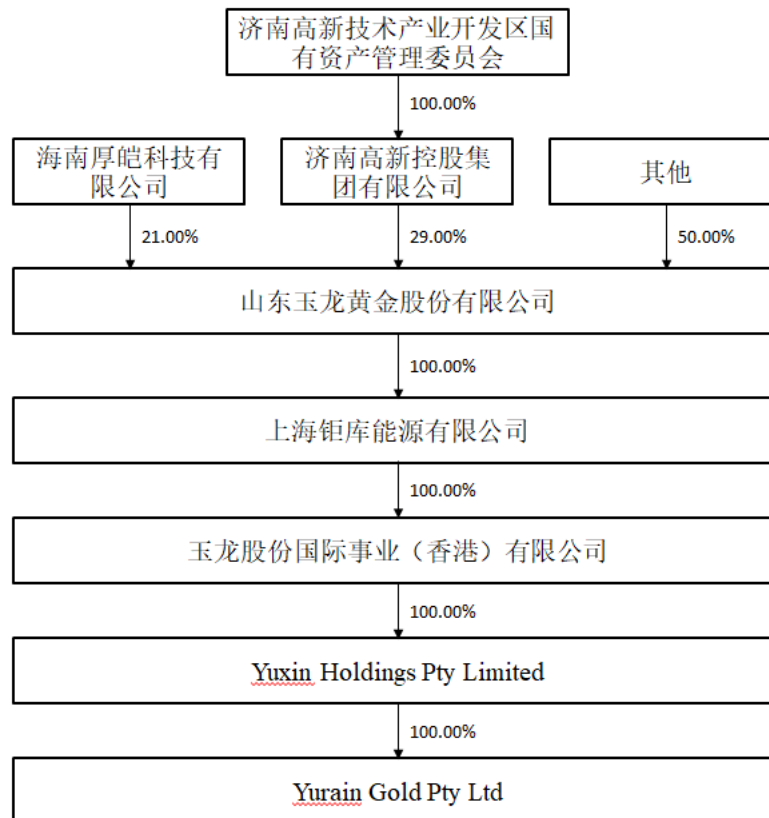 济南高新技术产业开发区国
有资产管理委员会
100.00%
海南厚皑科技有
限公司
济南高新控股集
团有限公司
其他
21.00%
29.00%
50.00%
山东玉龙黄金股份有限公司
100.00%
上海钜库能源有限公司
100.00%
玉龙股份国际事业（香港）有限公司
100.00%
Yuxin Holdings Pty Limited
100.00%
Yurain Gold Pty Ltd